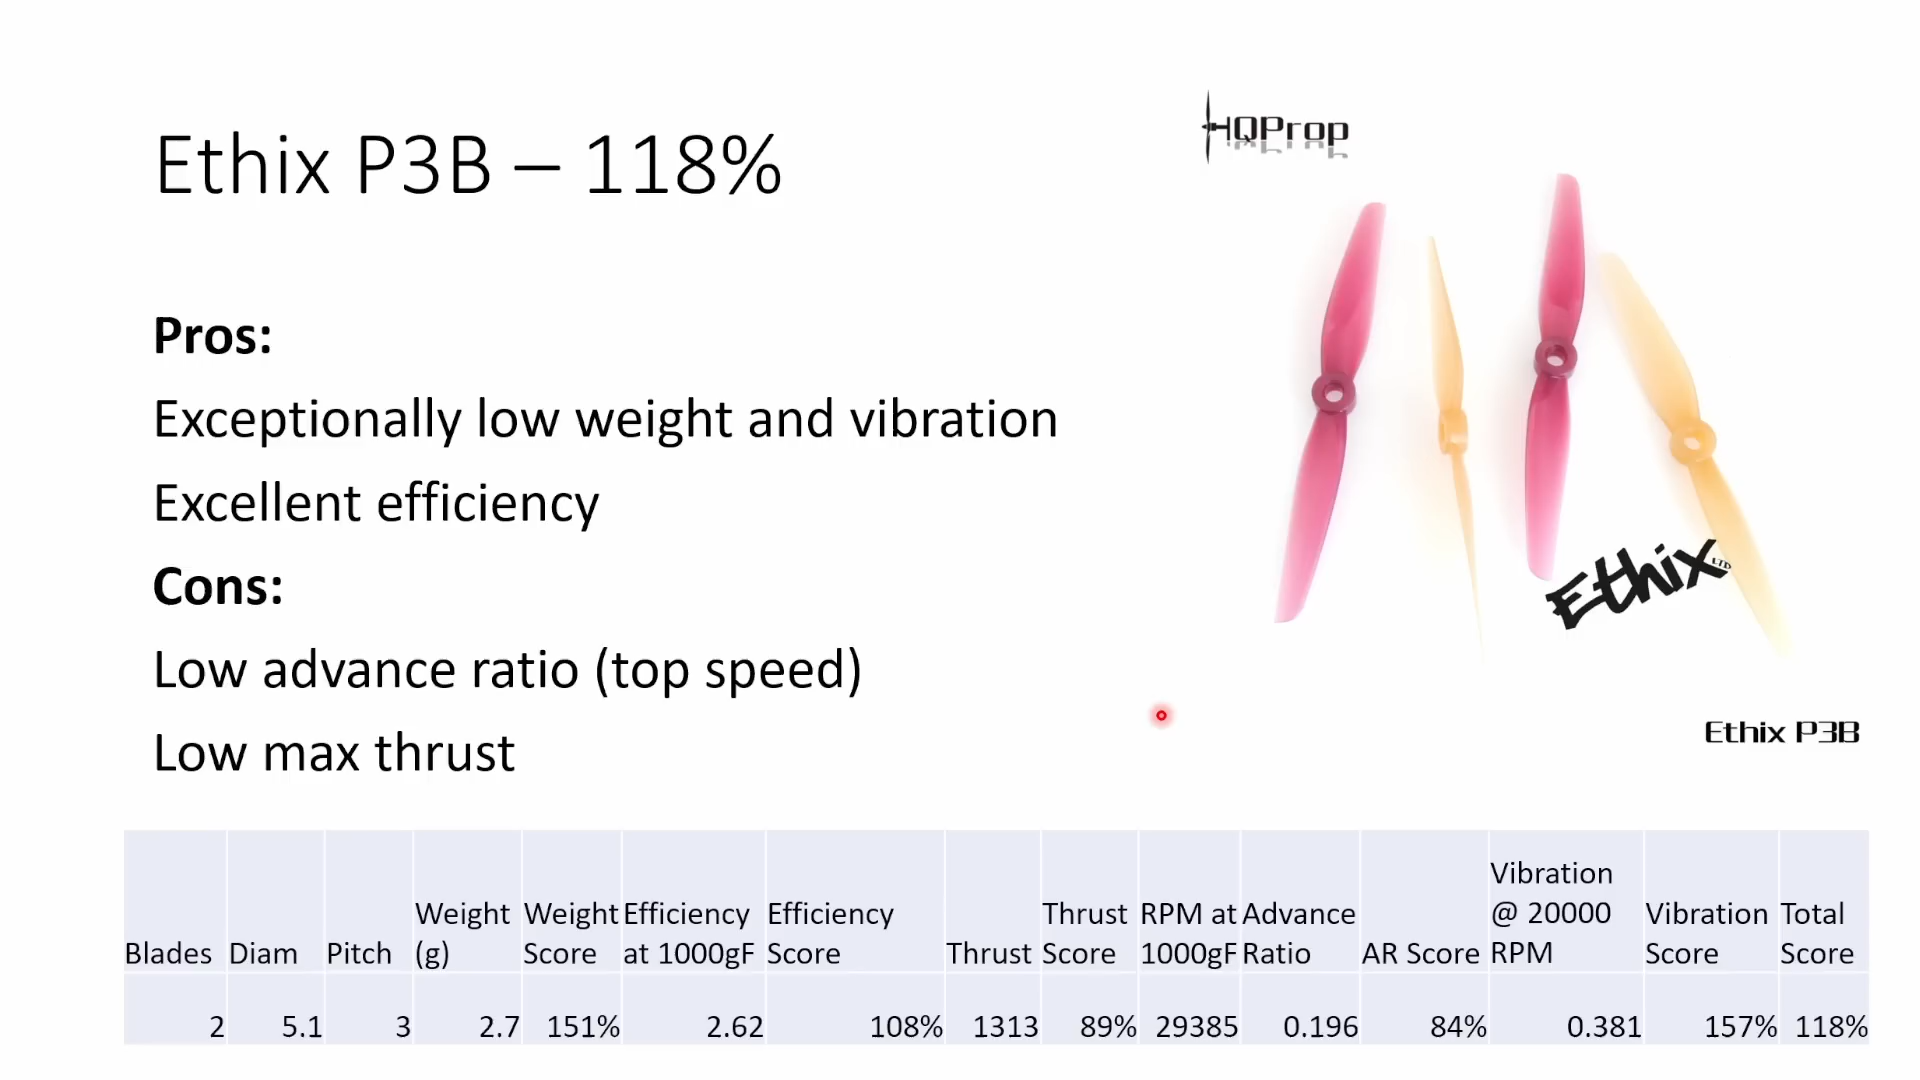 HQProp
Ethix P3B – 118%
Pros:
Exceptionally low weight and vibration
Excellent efficiency
Cons:
Low advance ratio (top speed)
Low max thrust
Ethix LTD
Ethix P3B
Blades Diam Pitch Weight (g) Weight Score Efficiency at 1000gF Efficiency Score Thrust Thrust Score RPM at 1000gF Advance Ratio AR Score Vibration @ 20000 RPM Vibration Score Total Score
2 5.1 3 2.7 151% 2.62 108% 1313 89% 29385 0.196 84% 0.381 157% 118%